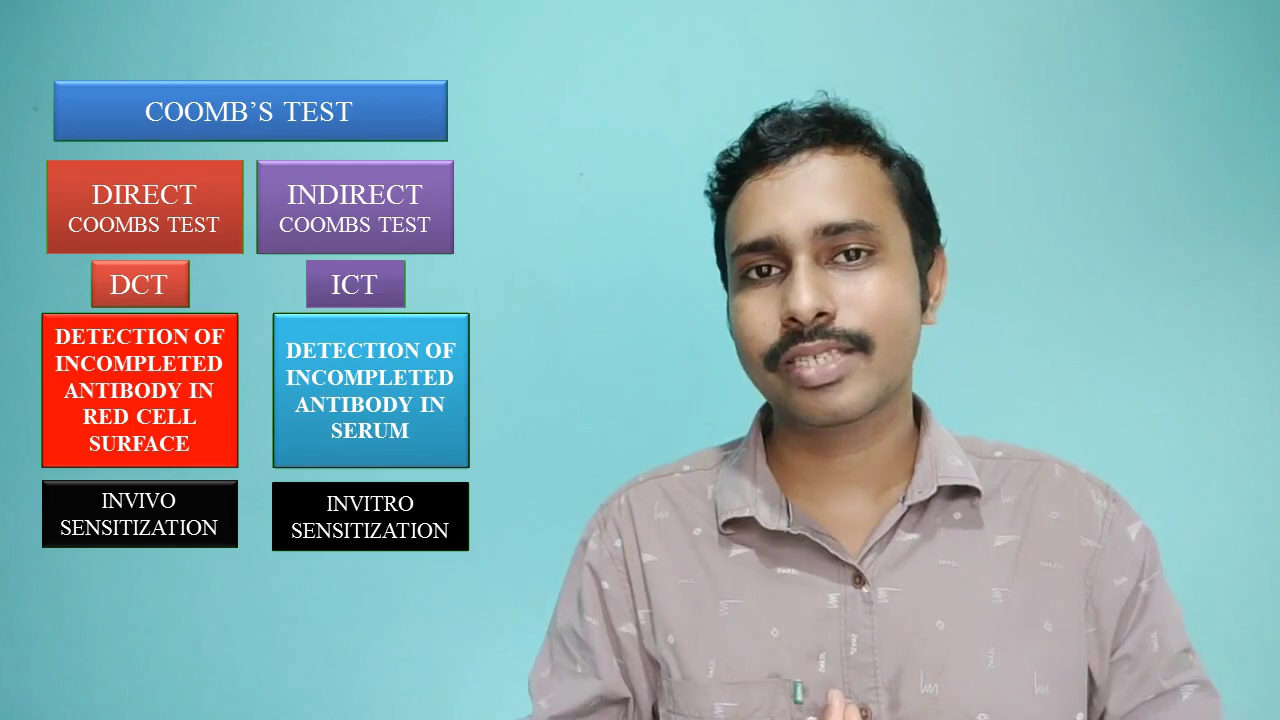 COOMB'S TEST
DIRECT
COOMBS TEST
INDIRECT
COOMBS TEST
DCT
ICT
DETECTION OF
INCOMPLETED
ANTIBODY IN
RED CELL
SURFACE
DETECTION OF
INCOMPLETED
ANTIBODY IN
SERUM
INVIVO
SENSITIZATION
INVITRO
SENSITIZATION